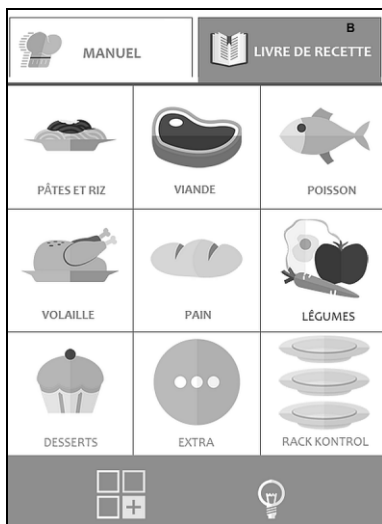 MANUEL
B
LIVRE DE RECETTE
PÂTES ET RIZ
VIANDE
POISSON
VOLAILLE
PAIN
LÉGUMES
DESSERTS
EXTRA
RACK KONTROL